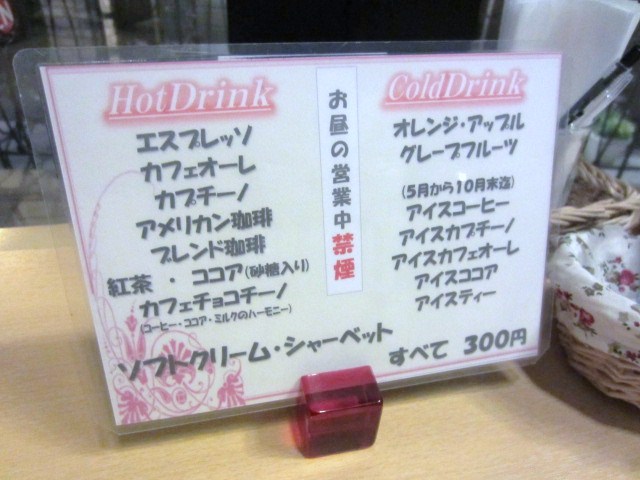 HotDrink
エスプレッソ
カフェオーレ
カプチーノ
アメリカン珈琲
ブレンド珈琲
紅茶 ・ ココア(砂糖入り)
カフェチョコチーノ
(コーヒー・ココア・ミルクのハーモニー)
お昼の営業中禁煙
ColdDrink
オレンジ・アップル
グレープフルーツ
(5月から10月末迄)
アイスコーヒー
アイスカプチーノ
アイスカフェオーレ
アイスココア
アイスティー
ソフトクリーム・シャーベット すべて 300円